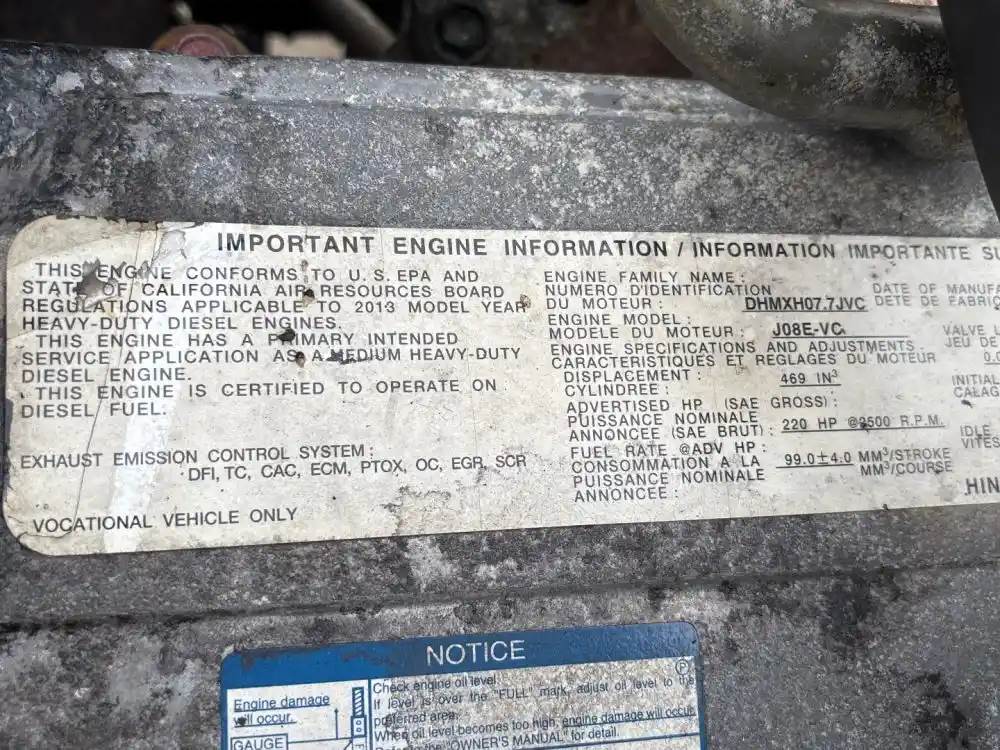 IMPORTANT ENGINE INFORMATION / INFORMATION IMPORTANTE SU
THIS ENGINE CONFORMS TO U.S. EPA AND
STATE OF CALIFORNIA AIR RESOURCES BOARD
REGULATIONS APPLICABLE TO 2013 MODEL YEAR
HEAVY-DUTY DIESEL ENGINES.
THIS ENGINE HAS A PRIMARY INTENDED
SERVICE APPLICATION AS A MEDIUM HEAVY-DUTY
DIESEL ENGINE.
THIS ENGINE IS CERTIFIED TO OPERATE ON
DIESEL FUEL.
EXHAUST EMISSION CONTROL SYSTEM :
DFI, TC, CAC, ECM, PTOX, OC, EGR, SCR
VOCATIONAL VEHICLE ONLY
ENGINE FAMILY NAME :
NUMERO D'IDENTIFICATION
DU MOTEUR : DHMXH07.7JVC
ENGINE MODEL :
MODELE DU MOTEUR : J08E-VC
ENGINE SPECIFICATIONS AND ADJUSTMENTS
CARACTERISTIQUES ET REGLAGES DU MOTEUR
DISPLACEMENT : 469 IN³
CYLINDREE :
ADVERTISED HP (SAE GROSS) :
PUISSANCE NOMINALE
ANNONCEE (SAE BRUT) : 220 HP @2500 R.P.M.
FUEL RATE @ADV HP : 99.0±4.0 MM³/STROKE
CONSOMMATION A LA MM³/COURSE
PUISSANCE NOMINALE
ANNONCEE :
DATE OF MANUFA
DETE DE FABRIC
VALVE L
JEU DE
0.0
INITIAL
CALAG
IDLE
VITES
HIN
NOTICE
Engine damage
will occur.
GAUGE
F
Check engine oil level.
If level is over the "FULL" mark, adjust oil level to the
preferred area.
When oil level becomes too high, engine damage will occur.
the "OWNER'S MANUAL" for detail.